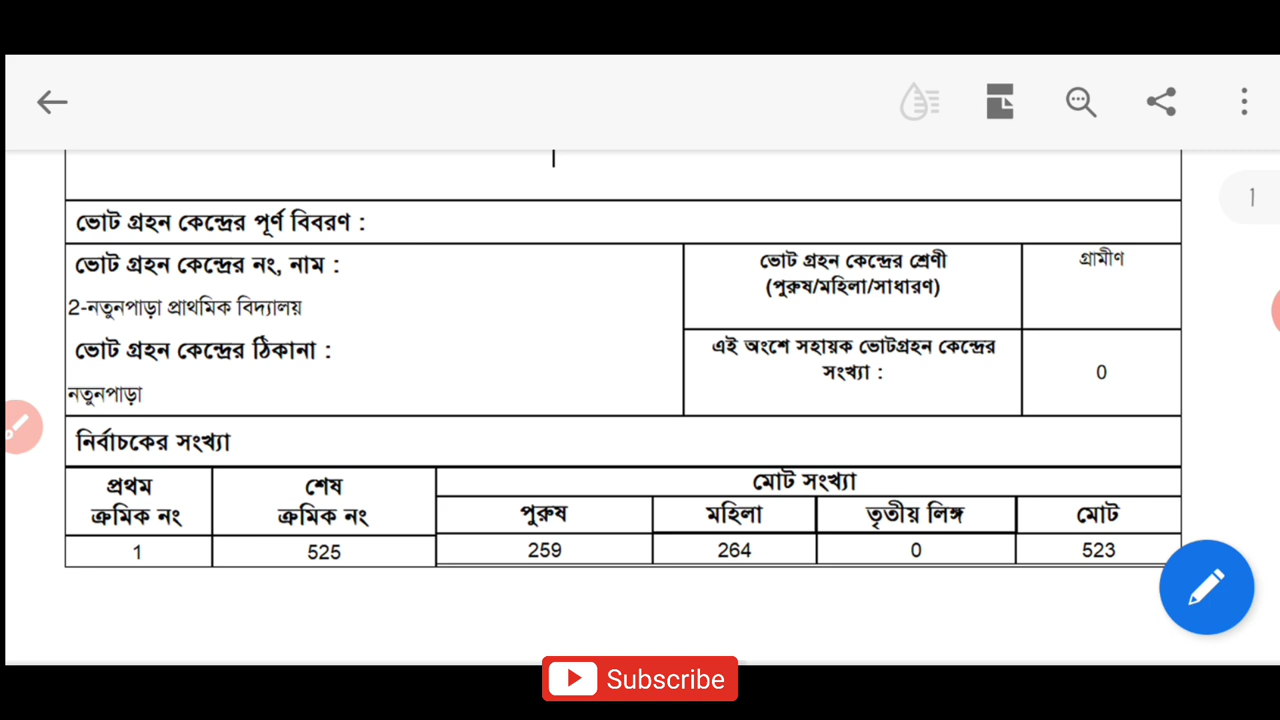 1
ভোট গ্রহন কেন্দ্রের পূর্ণ বিবরণ :
ভোট গ্রহন কেন্দ্রের নং, নাম :
2-নতুনপাড়া প্রাথমিক বিদ্যালয়
ভোট গ্রহন কেন্দ্রের ঠিকানা :
নতুনপাড়া
ভোট গ্রহন কেন্দ্রের শ্রেণী
(পুরুষ/মহিলা/সাধারণ)
গ্রামীণ
এই অংশে সহায়ক ভোটগ্রহন কেন্দ্রের
সংখ্যা :
0
নির্বাচকের সংখ্যা
প্রথম
ক্রমিক নং
শেষ
ক্রমিক নং
মোট সংখ্যা
পুরুষ মহিলা তৃতীয় লিঙ্গ মোট
1 525 259 264 0 523
Subscribe